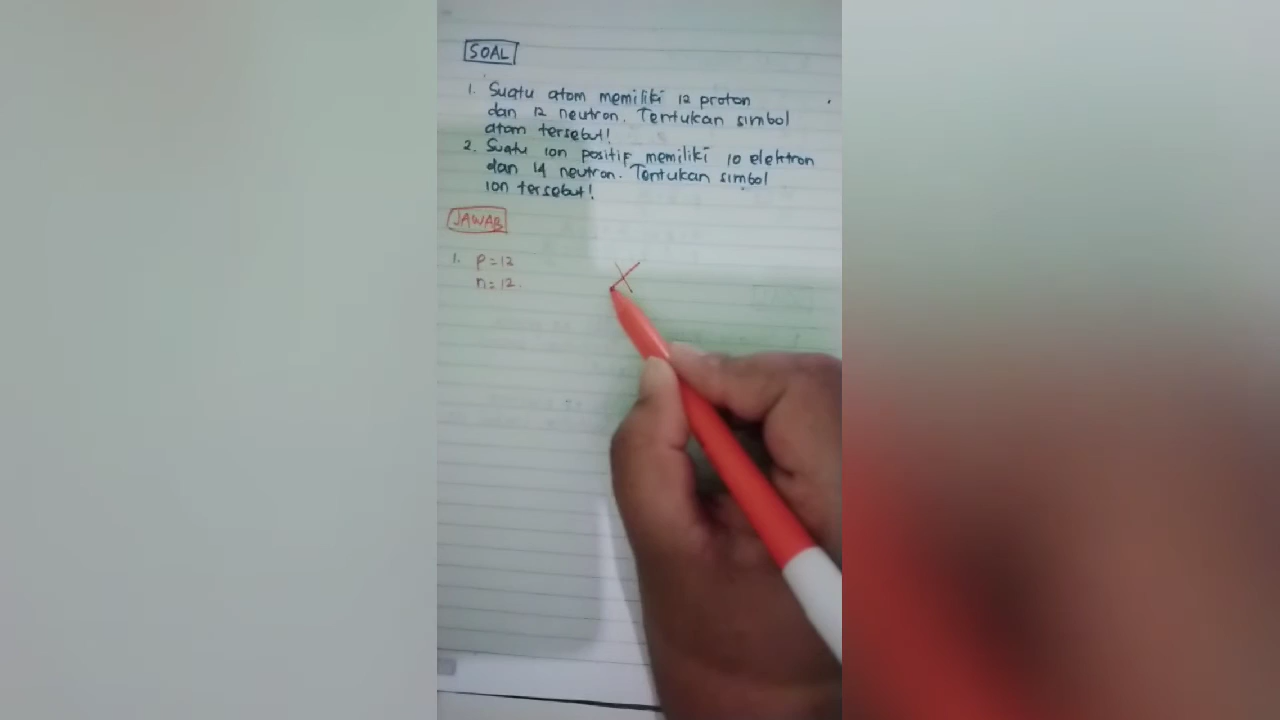 SOAL
1. Suatu atom memiliki 12 proton
dan 12 neutron. Tentukan simbol
atom tersebut!
2. Suatu ion positif memiliki 10 elektron
dan 14 neutron. Tentukan simbol
ion tersebut!
JAWAB
1. p = 12
n = 12.
X